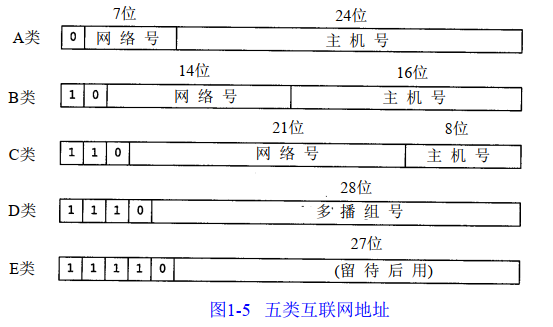 7位 24位
A类 0 网络号 主机号
14位 16位
B类 1 0 网络号 主机号
21位 8位
C类 1 1 0 网络号 主机号
28位
D类 1 1 1 0 多播组号
27位
E类 1 1 1 1 0 (留待后用)
图1-5 五类互联网地址